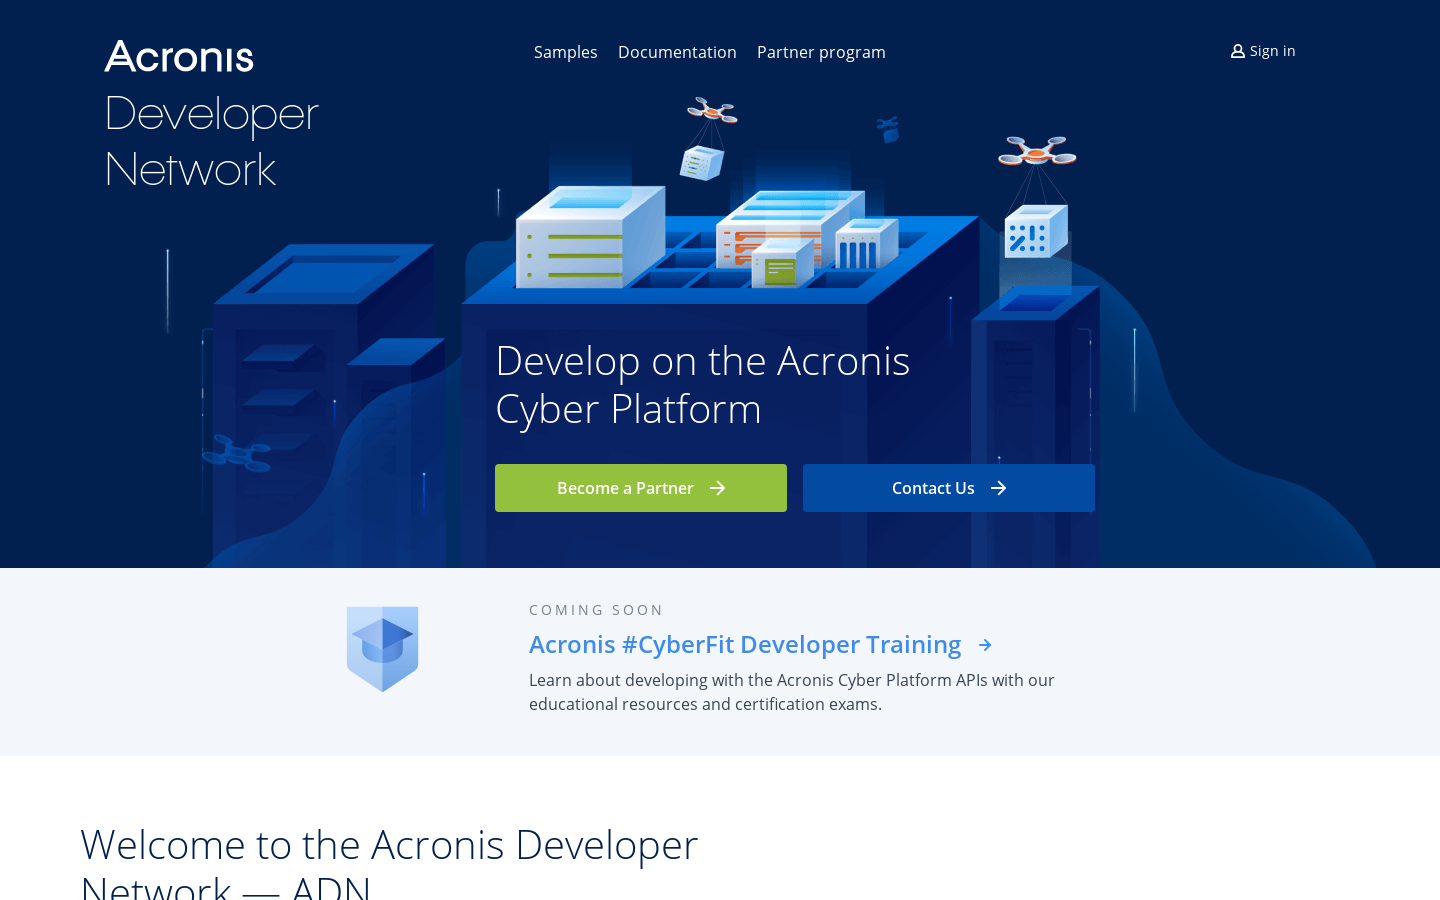 Acronis
Developer
Network
Samples
Documentation
Partner program
Sign in
Develop on the Acronis
Cyber Platform
Become a Partner
Contact Us
COMING SOON
Acronis #CyberFit Developer Training
Learn about developing with the Acronis Cyber Platform APIs with our
educational resources and certification exams.
Welcome to the Acronis Developer
Network — ADN